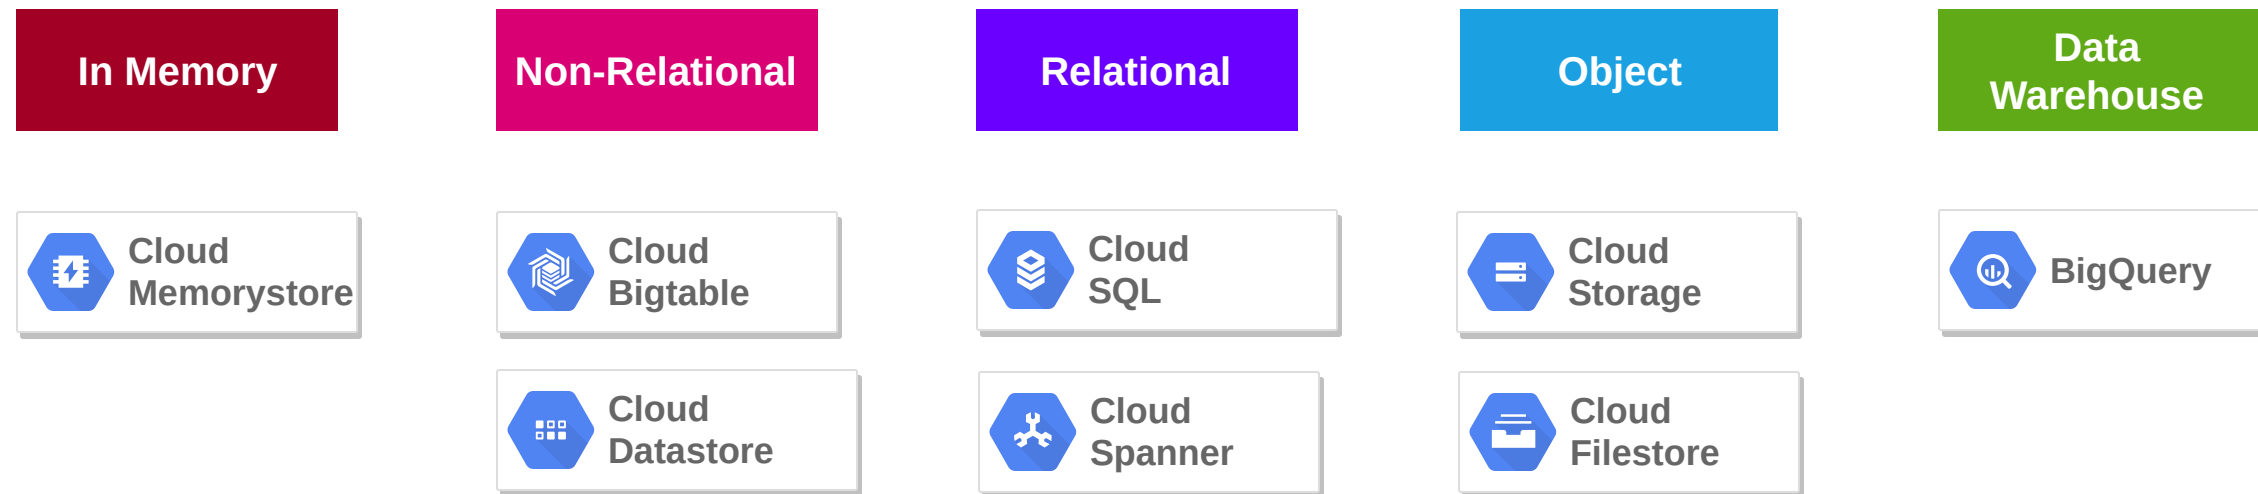 In Memory
Non-Relational
Relational
Object
Data
Warehouse
Cloud
Memorystore
Cloud
Bigtable
Cloud
SQL
Cloud
Storage
BigQuery
Cloud
Datastore
Cloud
Spanner
Cloud
Filestore